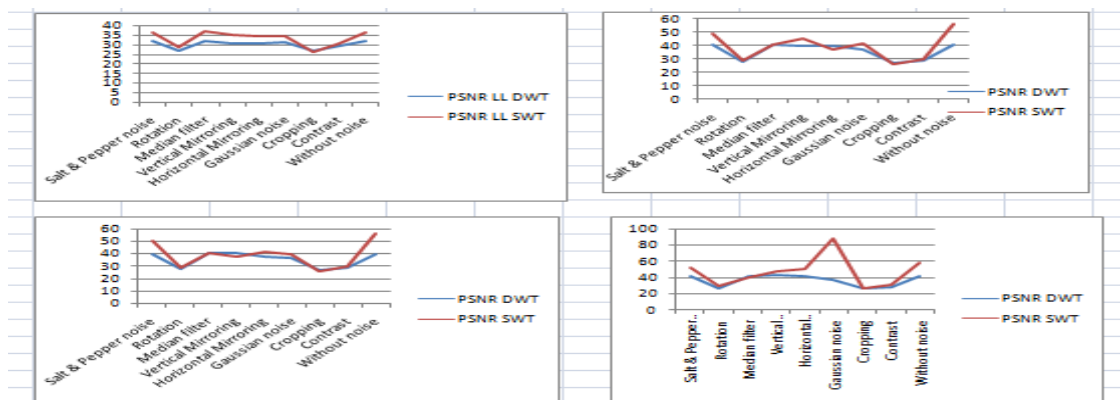 40
35
30
25
20
15
10
5
0
PSNR LL DWT
PSNR LL SWT
Salt & Pepper noise
Rotation
Median filter
Vertical Mirroring
Horizontal Mirroring
Gaussian noise
Cropping
Contrast
Without noise
60
50
40
30
20
10
0
PSNR DWT
PSNR SWT
Salt & Pepper noise
Rotation
Median filter
Vertical Mirroring
Horizontal Mirroring
Gaussian noise
Cropping
Contrast
Without noise
60
50
40
30
20
10
0
PSNR DWT
PSNR SWT
Salt & Pepper noise
Rotation
Median filter
Vertical Mirroring
Horizontal Mirroring
Gaussian noise
Cropping
Contrast
Without noise
100
80
60
40
20
0
PSNR DWT
PSNR SWT
Salt & Pepper..
Rotation
Median filter
Vertical..
Horizontal..
Gaussian noise
Cropping
Contrast
Without noise